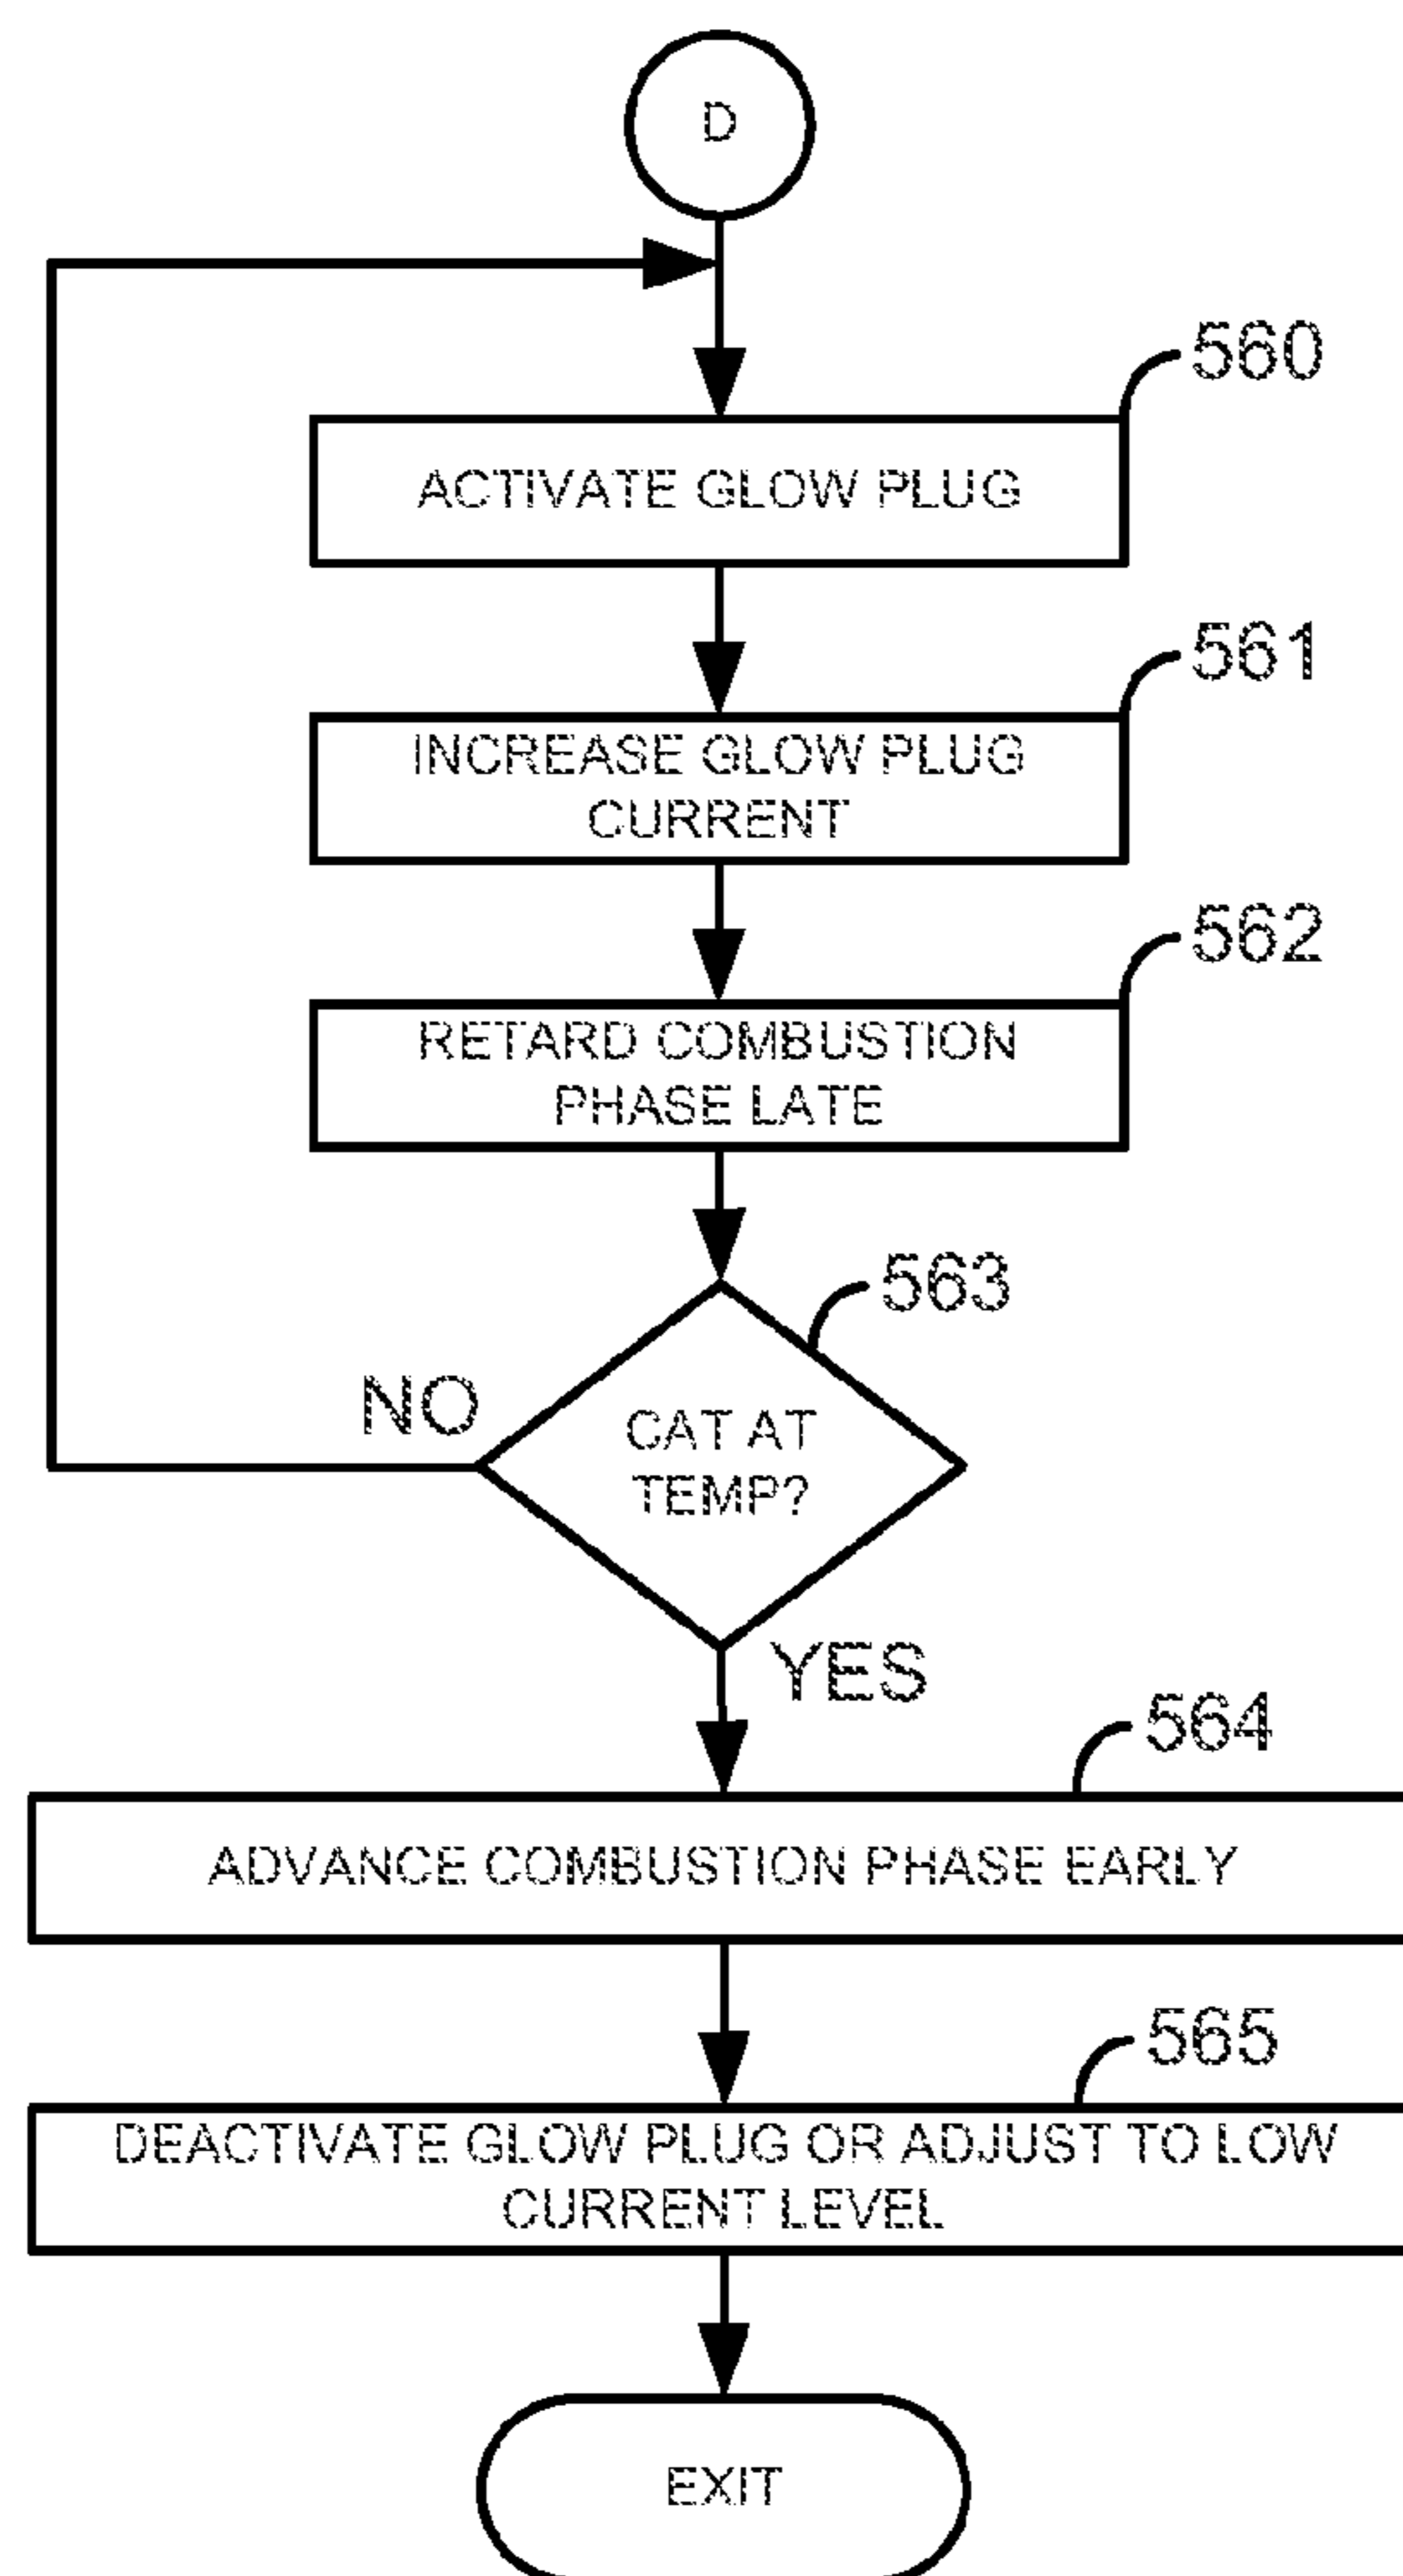 D
560
ACTIVATE GLOW PLUG
561
INCREASE GLOW PLUG
CURRENT
562
RETARD COMBUSTION
PHASE LATE
563
NO
CAT AT
TEMP?
YES
564
ADVANCE COMBUSTION PHASE EARLY
565
DEACTIVATE GLOW PLUG OR ADJUST TO LOW
CURRENT LEVEL
EXIT